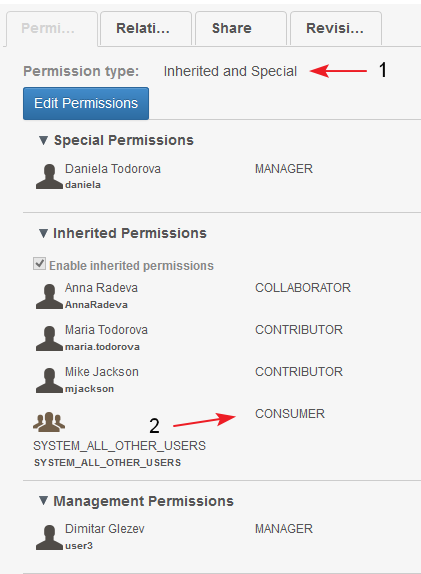 Permi... Relati... Share Revisi...
Permission type: Inherited and Special 1
Edit Permissions
Special Permissions
Daniela Todorova MANAGER
daniela
Inherited Permissions
Enable inherited permissions
Anna Radeva COLLABORATOR
AnnaRadeva
Maria Todorova CONTRIBUTOR
maria.todorova
Mike Jackson CONTRIBUTOR
mjackson
2 CONSUMER
SYSTEM_ALL_OTHER_USERS
SYSTEM_ALL_OTHER_USERS
Management Permissions
Dimitar Glezev MANAGER
user3